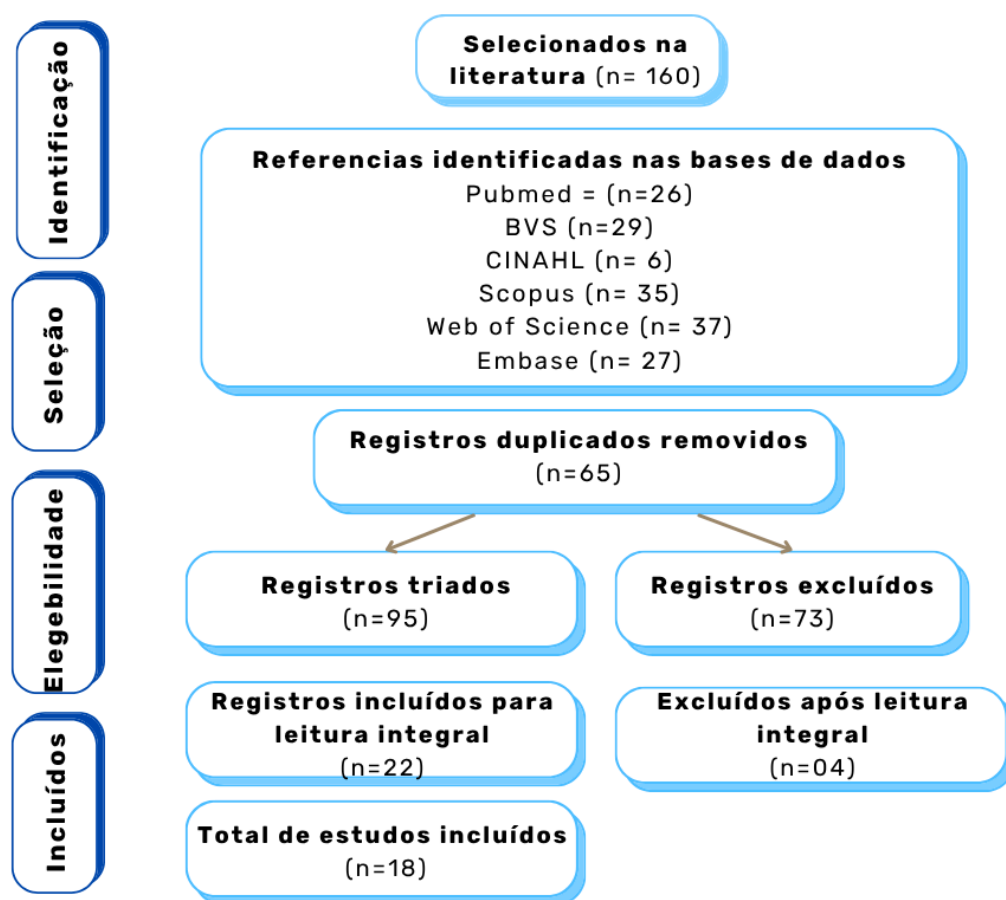 Identificação
Selecionados na
literatura (n= 160)
Referencias identificadas nas bases de dados
Pubmed = (n=26)
BVS (n=29)
CINAHL (n= 6)
Scopus (n= 35)
Web of Science (n= 37)
Embase (n= 27)
Seleção
Registros duplicados removidos
(n=65)
Elegebilidade
Registros triados
(n=95)
Registros excluídos
(n=73)
Registros incluídos para
leitura integral
(n=22)
Excluídos após leitura
integral
(n=04)
Incluídos
Total de estudos incluídos
(n=18)